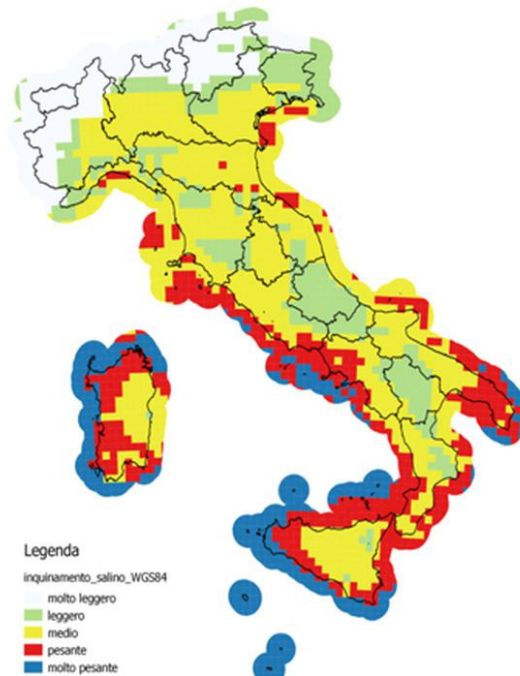 Legenda
inquinamento_salino_WGS84
molto leggero
leggero
medio
pesante
molto pesante